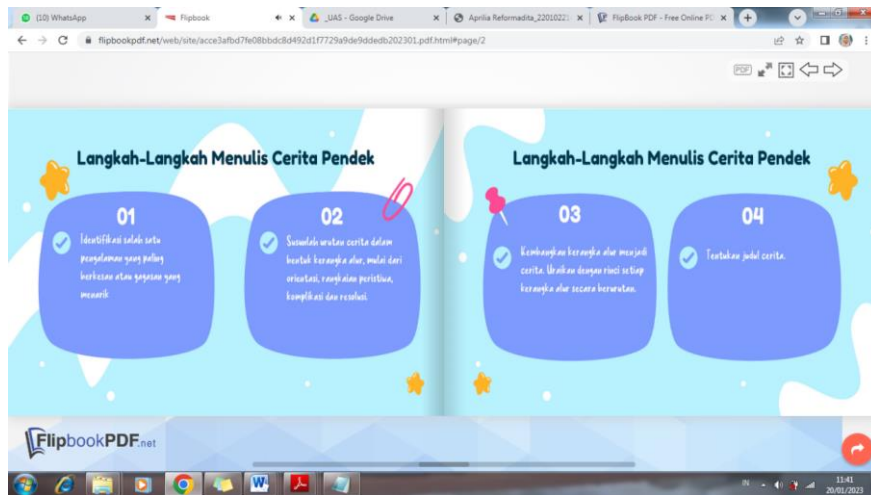 (10) WhatsApp
Flipbook
_UAS - Google Drive
Aprilia Reformadita_2201022
FlipBook PDF - Free Online PD
flipbookpdf.net/web/site/acce3afbd7fe08bbdc8d492d1f7729a9de9ddedb202301.pdf.html#page/2
PDF
Langkah-Langkah Menulis Cerita Pendek
01
Identifikasi salah satu
pengalaman yang paling
berkesan atau gagasan yang
menarik
02
Susunlah urutan cerita dalam
bentuk kerangka alur, mulai dari
orientasi, rangkaian peristiwa,
komplikasi dan resolusi.
Langkah-Langkah Menulis Cerita Pendek
03
Kembangkan kerangka alur menjadi
cerita. Uraikan dengan rinci setiap
kerangka alur secara berurutan.
04
Tentukan judul cerita.
FlipbookPDF.net
IN
11:41
20/01/2023